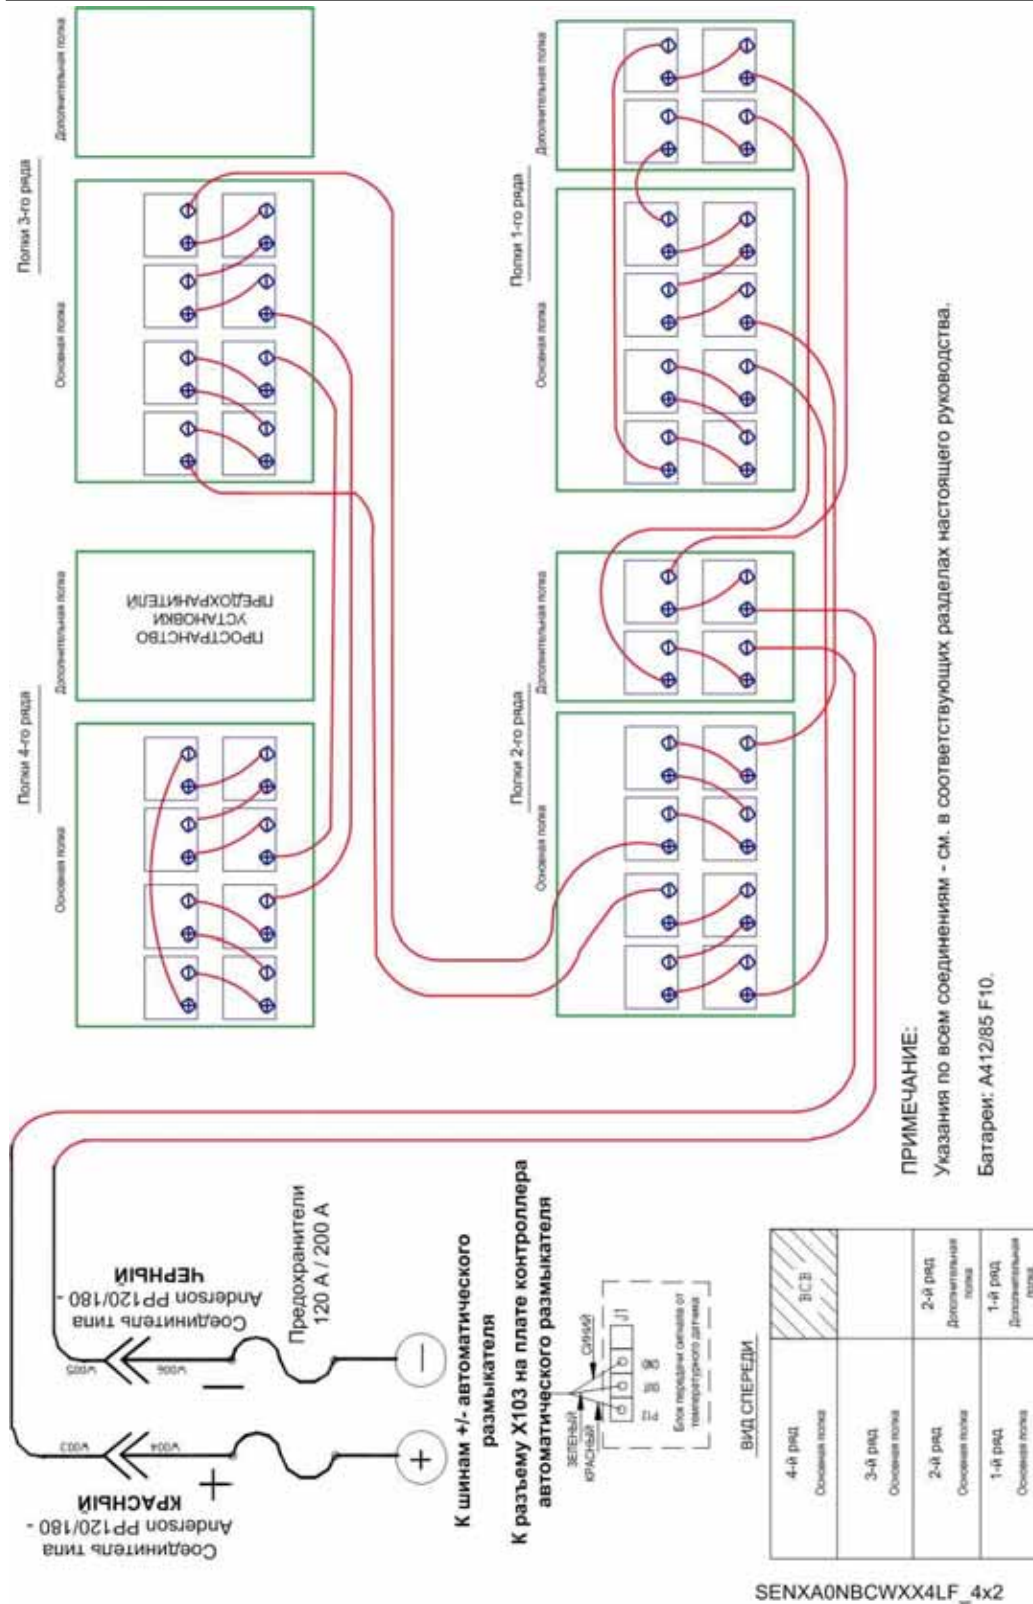 Полки 4-го ряда
Основная полка
Дополнительная полка
ПРОСТРАНСТВО
УСТАНОВКИ
ПРЕДОХРАНИТЕЛЙ
Полки 3-го ряда
Основная полка
Дополнительная полка
Полки 2-го ряда
Основная полка
Дополнительная полка
Полки 1-го ряда
Основная полка
Дополнительная полка
Соединитель типа
Anderson PP120/180 -
КРАСНЫЙ
W003
W004
+
Соединитель типа
Anderson PP120/180 -
ЧЕРНЫЙ
W005
W006
Предохранители
120 A / 200 A
К шинам +/- автоматического
размыкателя
К разъему X103 на плате контроллера
автоматического размыкателя
ЗЕЛЕНЫЙ
КРАСНЫЙ
СИНИЙ
J1
Блок передачи сигнала от
температурного датчика
ВИД СПЕРЕДИ
4-й ряд
Основная полка
BCB
3-й ряд
Основная полка
2-й ряд
Основная полка
2-й ряд
Дополнительная
полка
1-й ряд
Основная полка
1-й ряд
Дополнительная
полка
ПРИМЕЧАНИЕ:
Указания по всем соединениям - см. в соответствующих разделах настоящего руководства.
Батареи: A412/85 F10.
SENXA0NBCWXX4LF_4x2